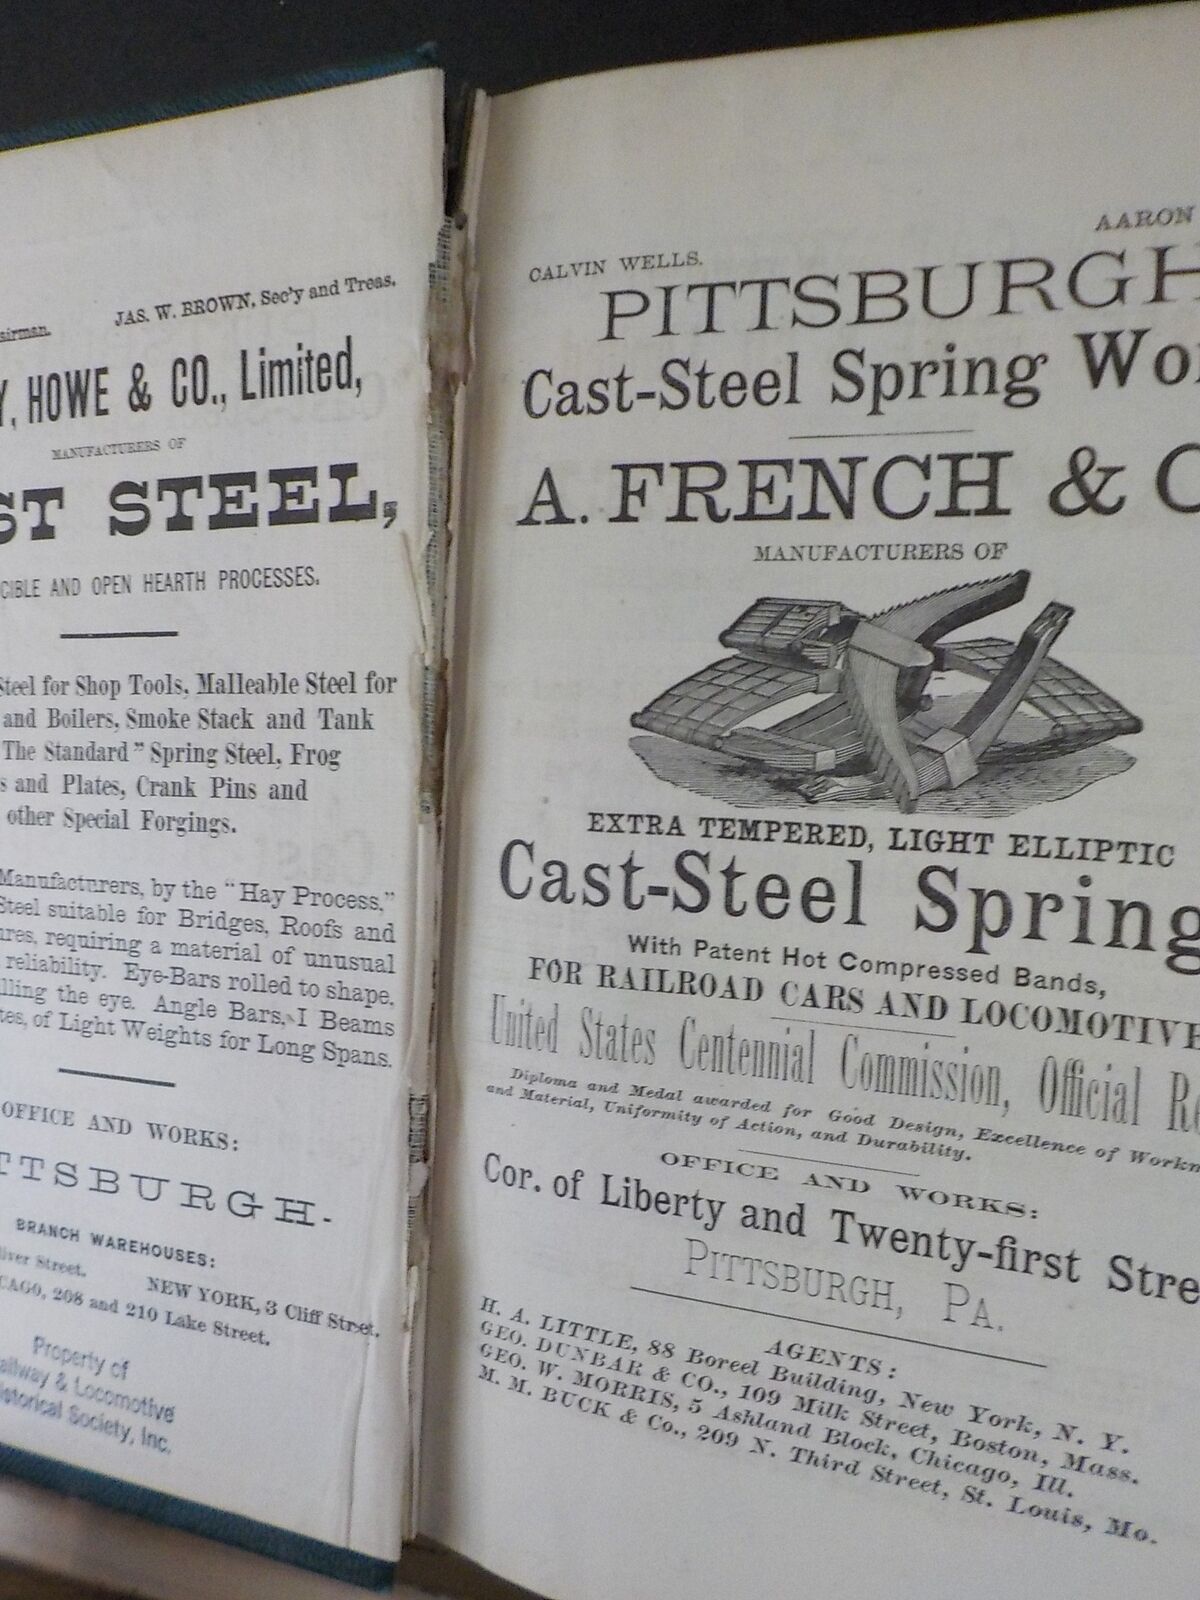 JAS. W. BROWN, Sec'y and Treas.
HOWE & CO., Limited,
MANUFACTURERS OF
STEEL,
AND OPEN HEARTH PROCESSES.
Steel for Shop Tools, Malleable Steel for
and Boilers, Smoke Stack and Tank
The Standard" Spring Steel, Frog
and Plates, Crank Pins and
other Special Forgings.
Manufacturers, by the "Hay Process,"
Steel suitable for Bridges, Roofs and
requiring a material of unusual
reliability. Eye-Bars rolled to shape,
the eye. Angle Bars, I Beams
of Light Weights for Long Spans.
OFFICE AND WORKS:
PITTSBURGH.
BRANCH WAREHOUSES:
Street. NEW YORK, 3 Cliff Street.
208 and 210 Lake Street.
Property of
Railway & Locomotive
Historical Society, Inc.
AARON
CALVIN WELLS.
PITTSBURGH
Cast-Steel Spring
A. FRENCH &
MANUFACTURERS OF
EXTRA TEMPERED, LIGHT ELLIPTIC
Cast-Steel Spring
With Patent Hot Compressed Bands,
FOR RAILROAD CARS AND LOCOMOTIVE
United States Centennial Commission, Official
Diploma and Medal awarded for Good Design, Excellence of
and Material, Uniformity of Action, and Durability.
OFFICE AND WORKS:
Cor. of Liberty and Twenty-first
PITTSBURGH, PA.
AGENTS:
H. A. LITTLE, 88 Boreel Building, New York, N. Y.
GEO. DUNBAR & CO., 109 Milk Street, Boston, Mass.
GEO. W. MORRIS, 5 Ashland Block, Chicago, Ill.
M. M. BUCK & Co., 209 N. Third Street, St. Louis, Mo.